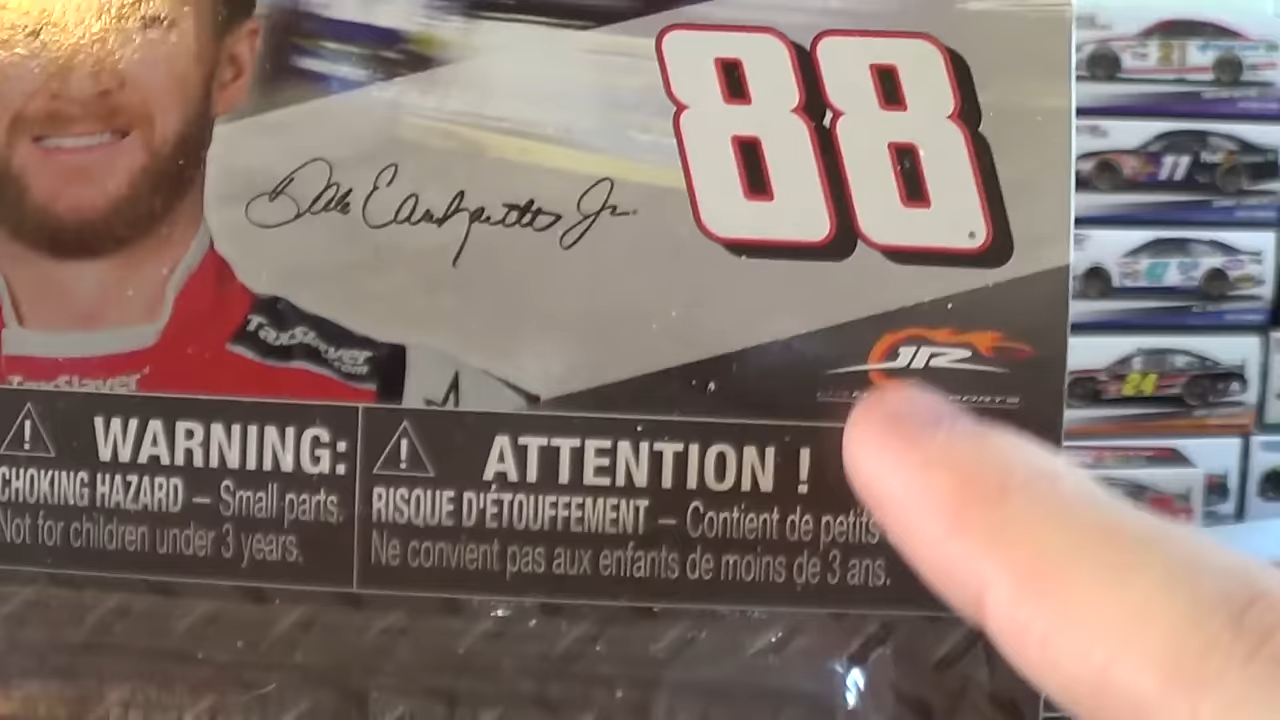 88
Dale Earnhardt Jr.
TaxSlayer
.com
TaxSlayer
JR
WARNING:
CHOKING HAZARD – Small parts.
Not for children under 3 years.
ATTENTION !
RISQUE D'ÉTOUFFEMENT – Contient de petits
Ne convient pas aux enfants de moins de 3 ans.
11
24